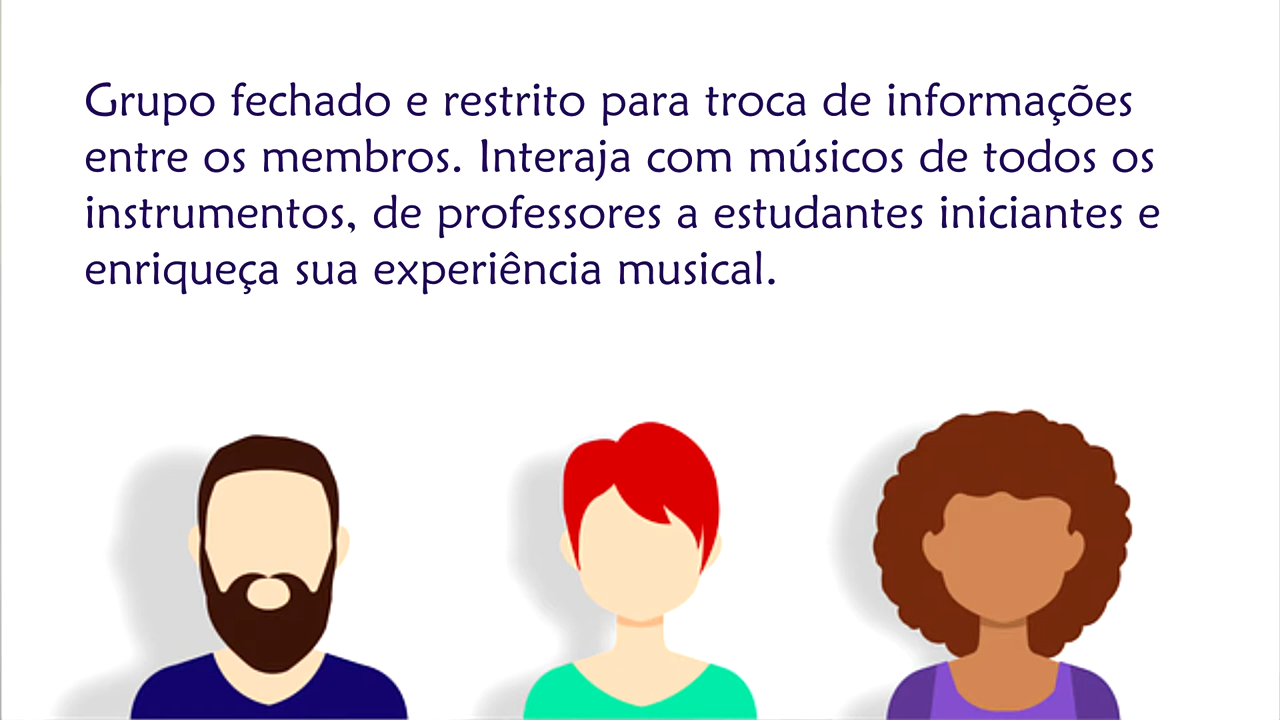 Grupo fechado e restrito para troca de informações
entre os membros. Interaja com músicos de todos os
instrumentos, de professores a estudantes iniciantes e
enriqueça sua experiência musical.